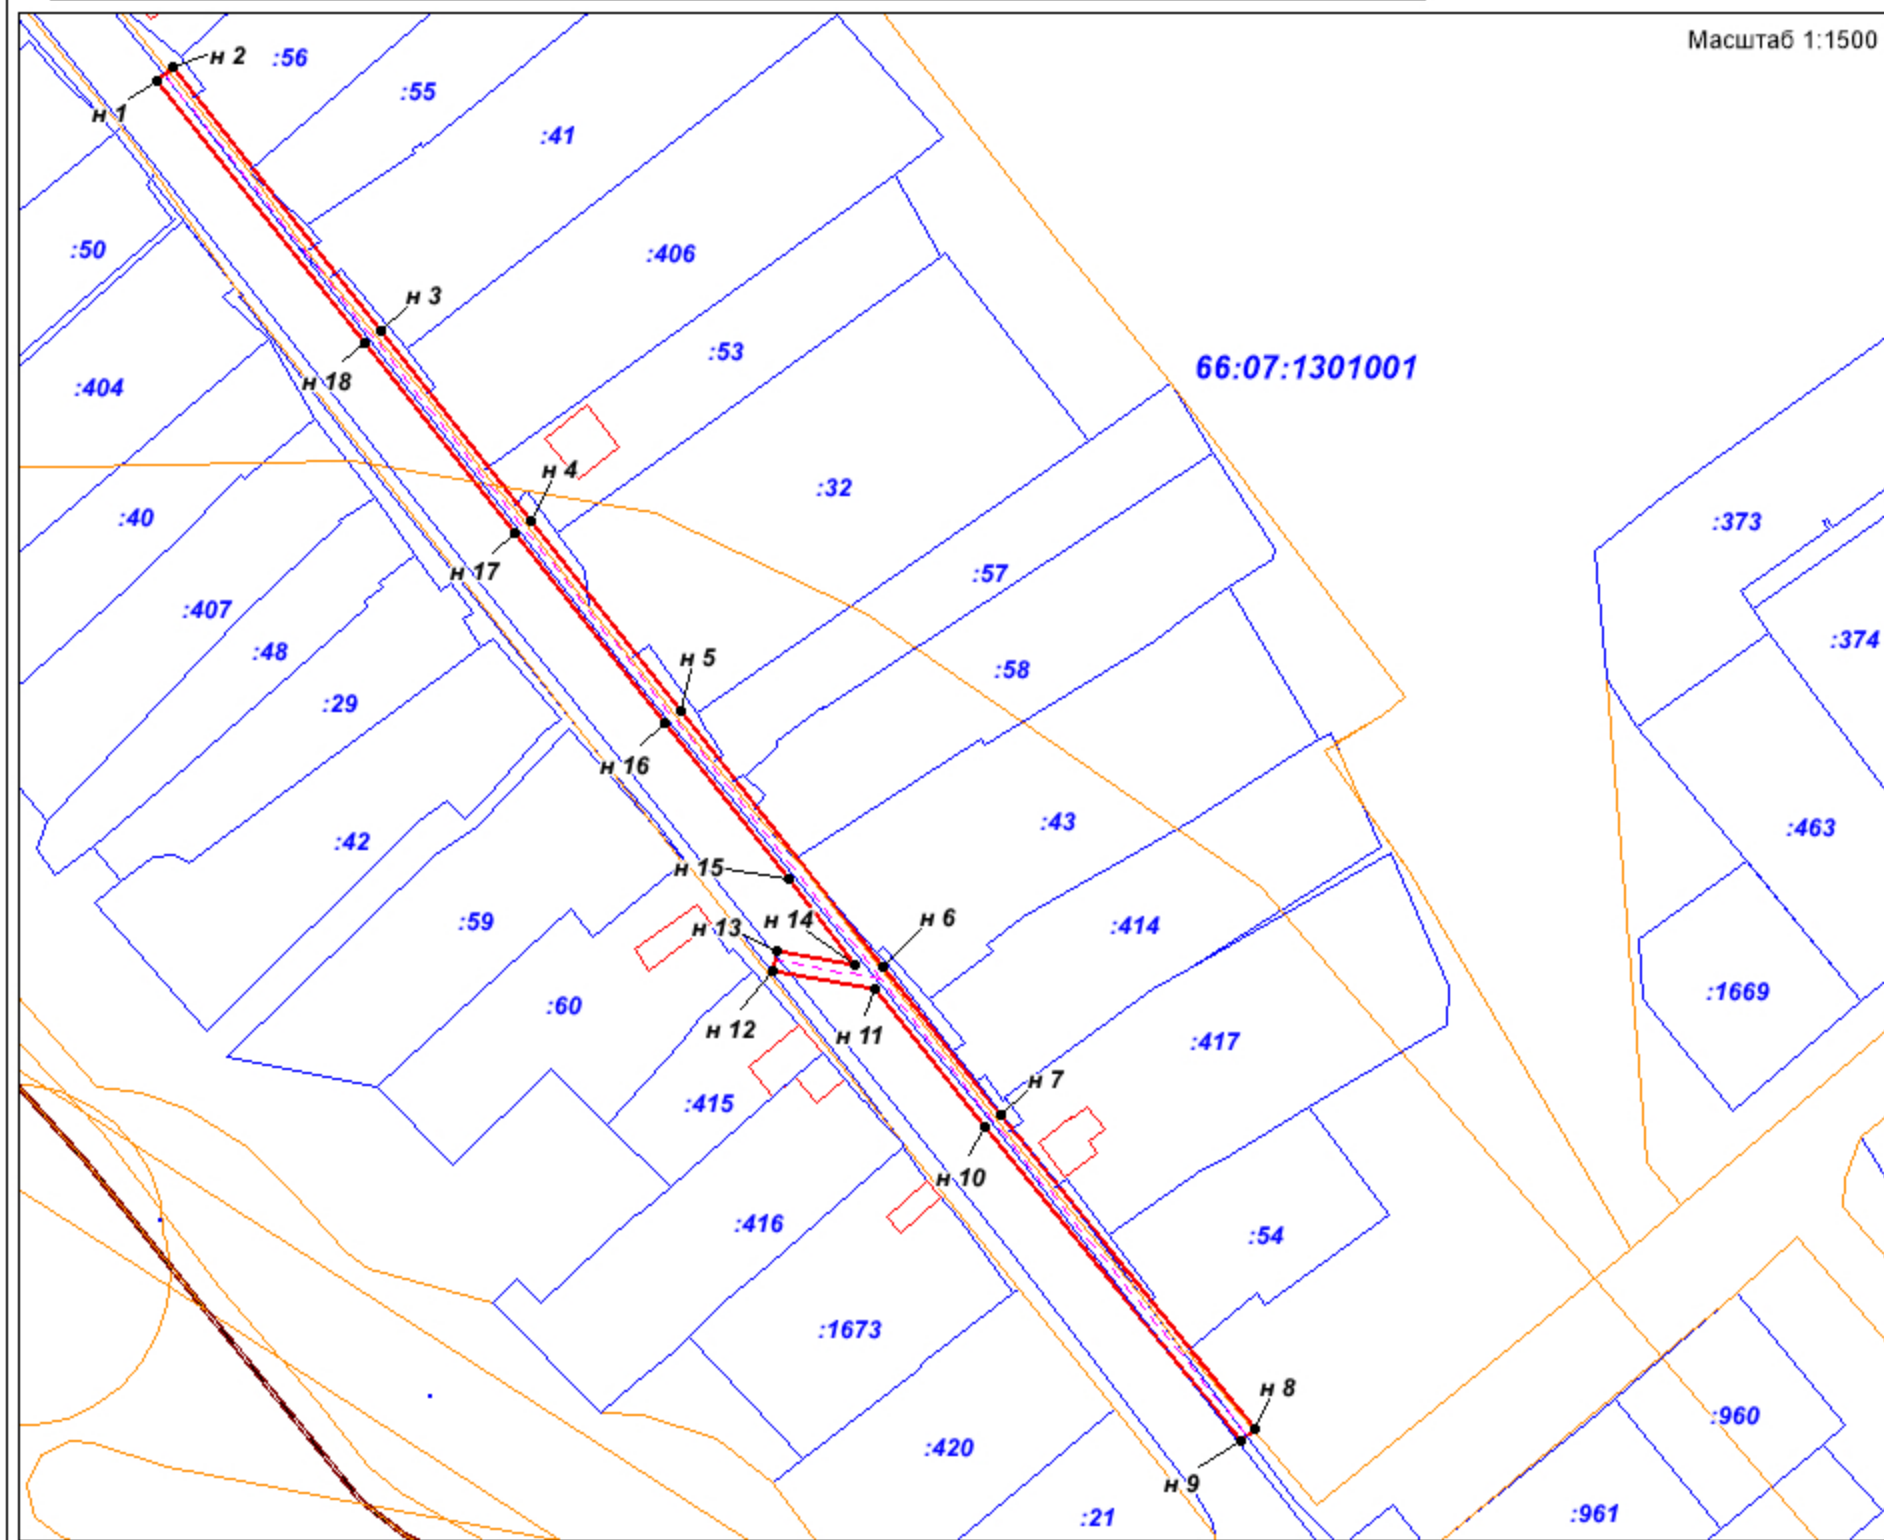 Масштаб 1:1500
:56
н 2
:55
н 1
:41
:50
:406
н 3
:53
66:07:1301001
н 18
:404
н 4
:32
:40
:373
н 17
:57
:407
:374
:48
н 5
:58
:29
н 16
:43
:463
:42
н 15
:59
н 13
н 14
н 6
:414
:1669
:60
н 12
н 11
:417
н 7
:415
н 10
:416
:54
:1673
н 8
:960
:420
н 9
:21
:961